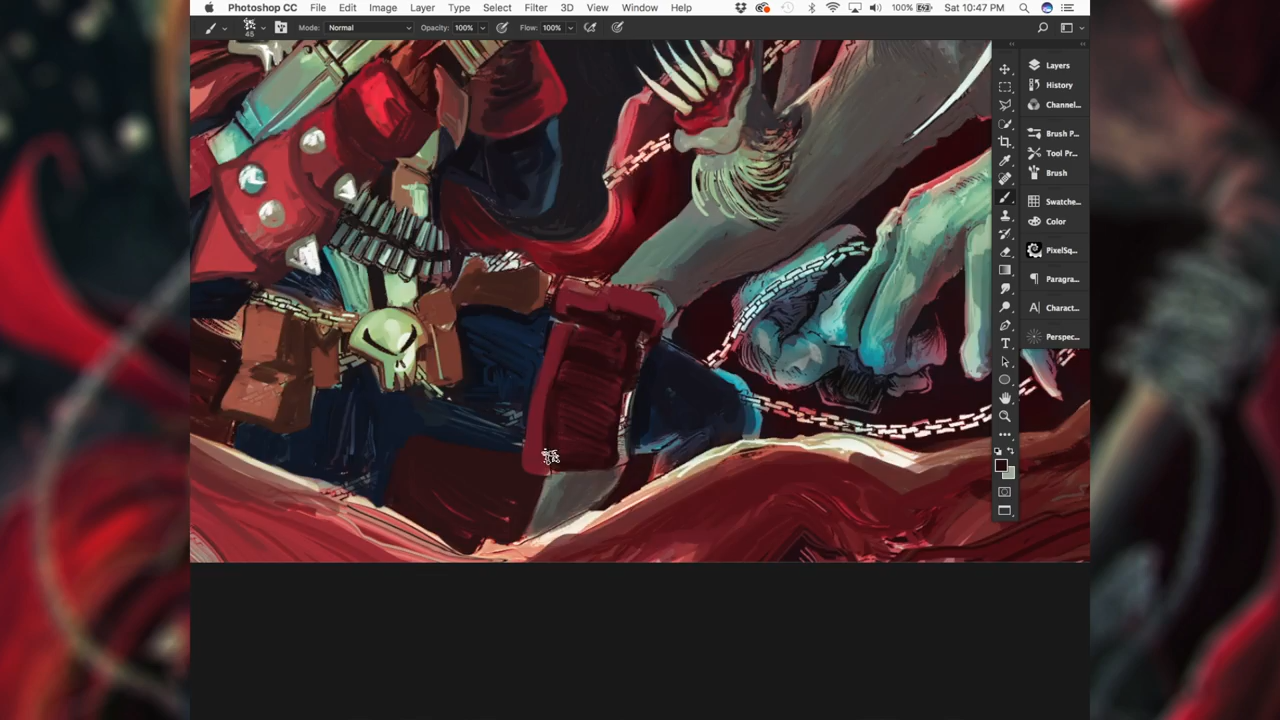 Photoshop CC File Edit Image Layer Type Select Filter 3D View Window Help 100% Sat 10:47 PM
45 Mode: Normal Opacity: 100% Flow: 100%
Layers
History
Channel...
Brush P...
Tool Pr...
Brush
Swatche...
Color
PixelSq...
Paragra...
Charact...
Perspec...